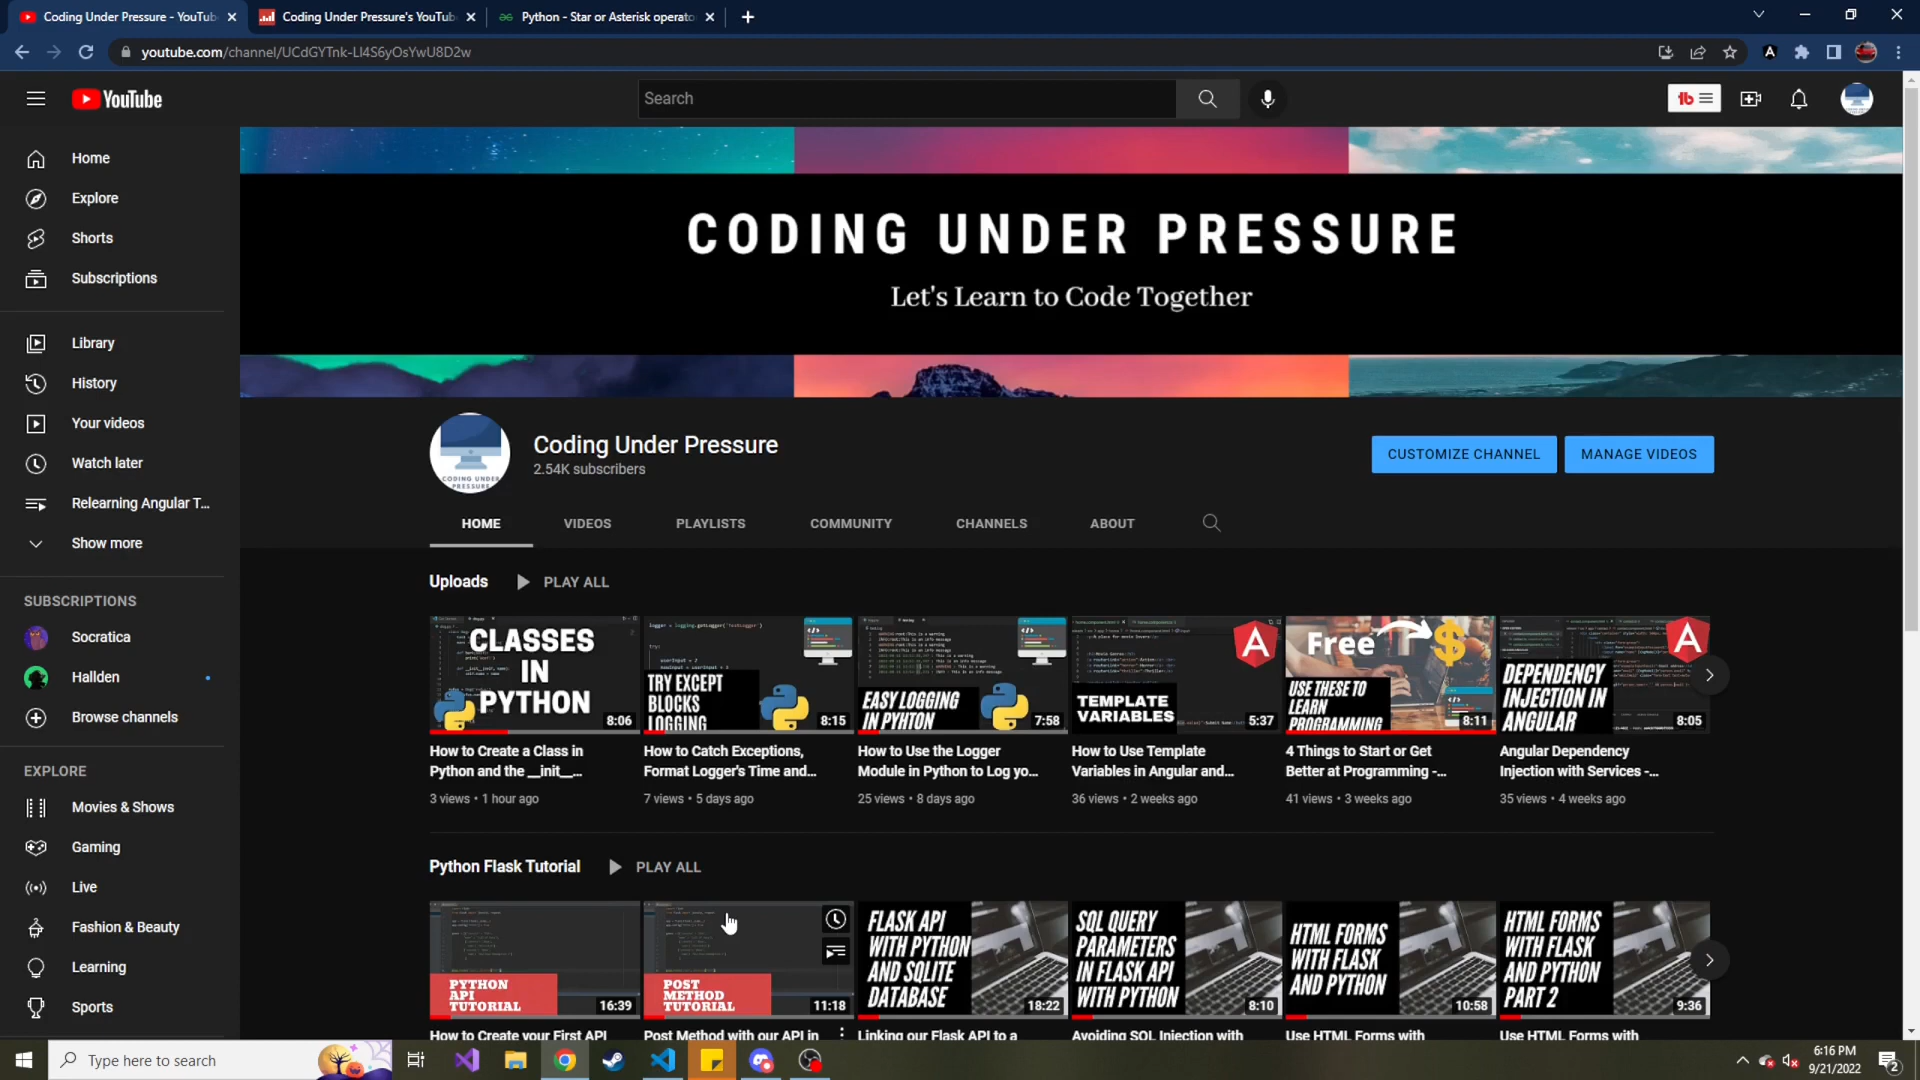 Coding Under Pressure - YouTub
Coding Under Pressure's YouTub
Python - Star or Asterisk operato
youtube.com/channel/UCdGYTnk-LI4S6yOsYwU8D2w
YouTube
Search
Home
Explore
Shorts
Subscriptions
Library
History
Your videos
Watch later
Relearning Angular T...
Show more
SUBSCRIPTIONS
Socratica
Hallden
Browse channels
EXPLORE
Movies & Shows
Gaming
Live
Fashion & Beauty
Learning
Sports
CODING UNDER PRESSURE
Let's Learn to Code Together
CODING UNDER
PRESSURE
Coding Under Pressure
2.54K subscribers
CUSTOMIZE CHANNEL
MANAGE VIDEOS
HOME
VIDEOS
PLAYLISTS
COMMUNITY
CHANNELS
ABOUT
Uploads
PLAY ALL
CLASSES
IN
PYTHON
8:06
How to Create a Class in
Python and the __init__...
3 views • 1 hour ago
TRY EXCEPT
BLOCKS
LOGGING
8:15
How to Catch Exceptions,
Format Logger's Time and...
7 views • 5 days ago
EASY LOGGING
IN PYHTON
7:58
How to Use the Logger
Module in Python to Log yo...
25 views • 8 days ago
TEMPLATE
VARIABLES
5:37
How to Use Template
Variables in Angular and...
36 views • 2 weeks ago
Free
USE THESE TO
LEARN
PROGRAMMING
8:11
4 Things to Start or Get
Better at Programming -...
41 views • 3 weeks ago
DEPENDENCY
INJECTION IN
ANGULAR
8:05
Angular Dependency
Injection with Services -...
35 views • 4 weeks ago
Python Flask Tutorial
PLAY ALL
PYTHON
API
TUTORIAL
16:39
How to Create your First API
POST
METHOD
TUTORIAL
11:18
Post Method with our API in
FLASK API
WITH PYTHON
AND SQLITE
DATABASE
18:22
Linking our Flask API to a
SQL QUERY
PARAMETERS
IN FLASK API
WITH PYTHON
8:10
Avoiding SQL Injection with
HTML FORMS
WITH FLASK
AND PYTHON
10:58
Use HTML Forms with
HTML FORMS
WITH FLASK
AND PYTHON
PART 2
9:36
Use HTML Forms with
Type here to search
6:16 PM
9/21/2022
2